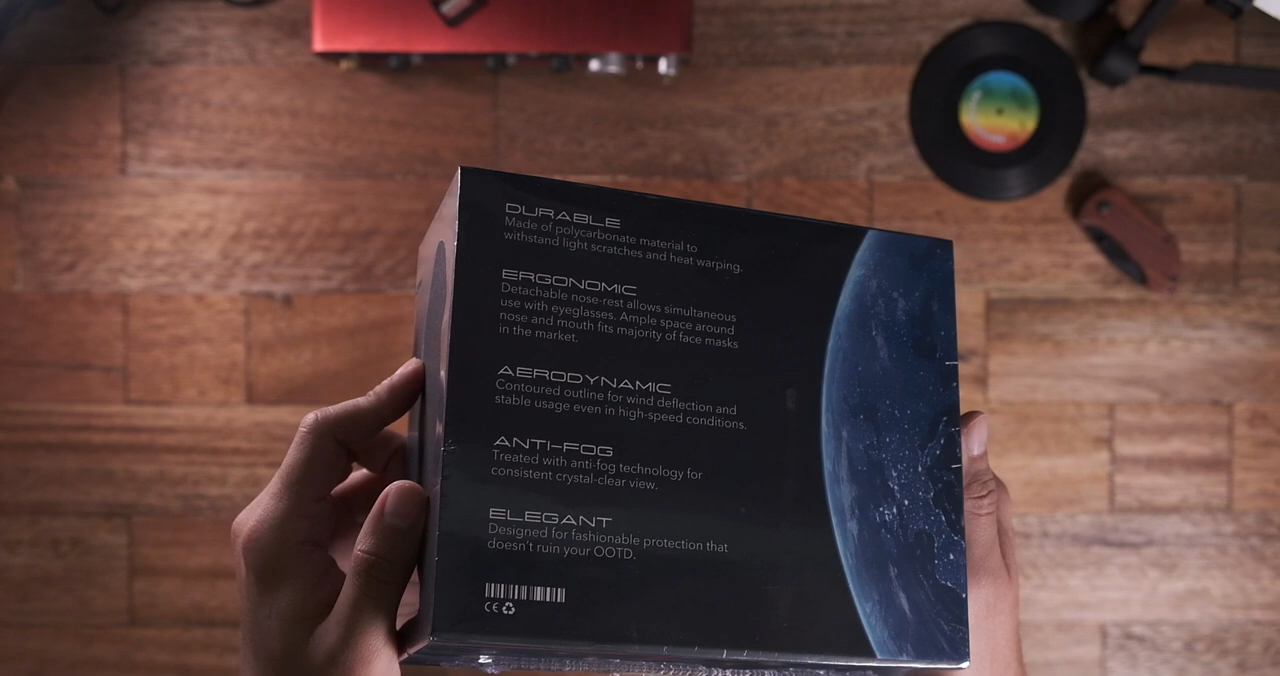 DURABLE
Made of polycarbonate material to
withstand light scratches and heat warping.
ERGONOMIC
Detachable nose-rest allows simultaneous
use with eyeglasses. Ample space around
nose and mouth fits majority of face masks
in the market.
AERODYNAMIC
Contoured outline for wind deflection and
stable usage even in high-speed conditions.
ANTI-FOG
Treated with anti-fog technology for
consistent crystal-clear view.
ELEGANT
Designed for fashionable protection that
doesn't ruin your OOTD.
CE